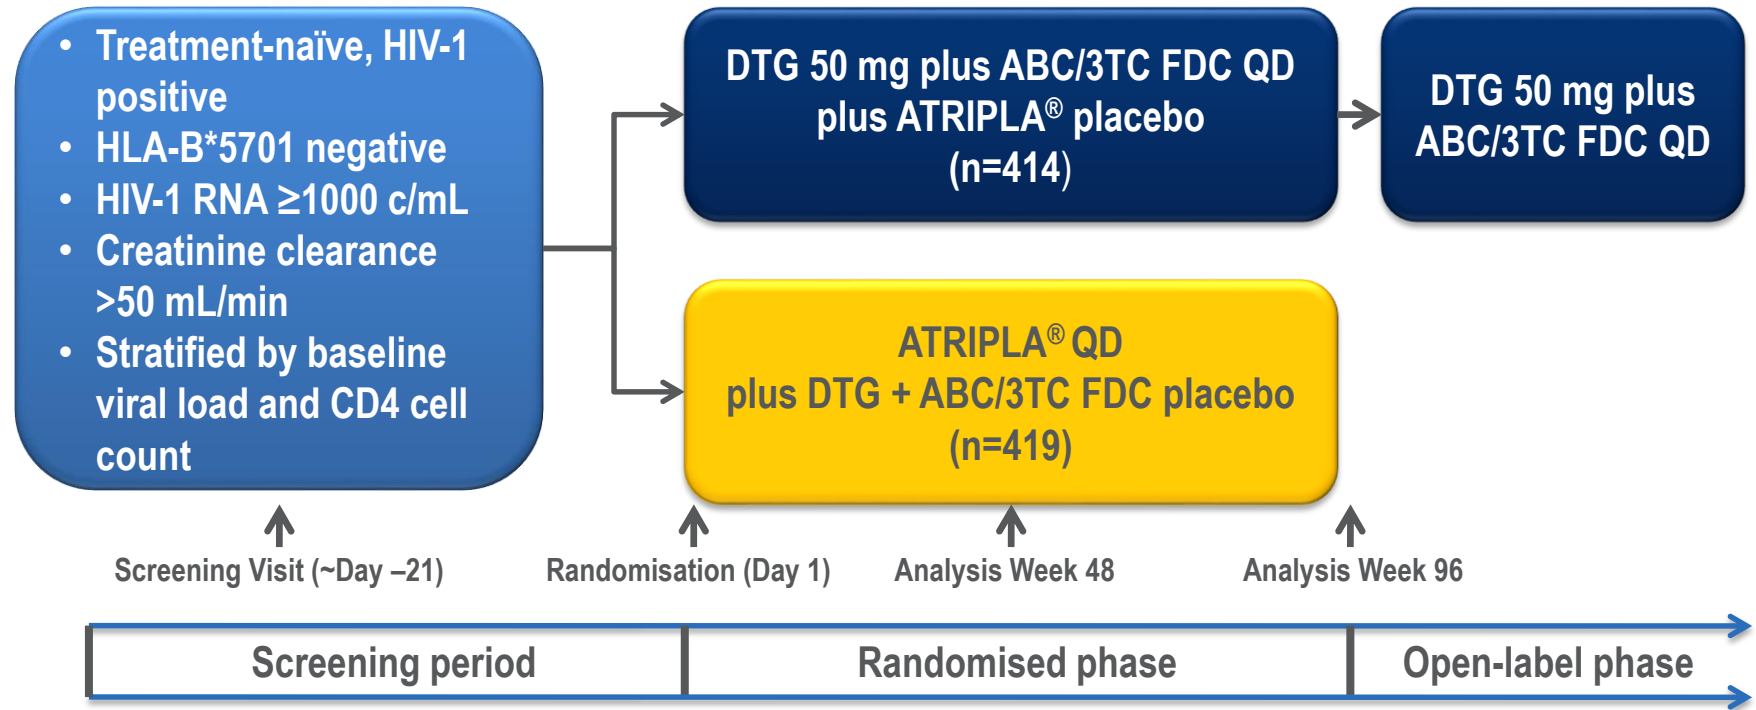 • Treatment-naïve, HIV-1
positive
• HLA-B*5701 negative
• HIV-1 RNA ≥1000 c/mL
• Creatinine clearance
>50 mL/min
• Stratified by baseline
viral load and CD4 cell
count
DTG 50 mg plus ABC/3TC FDC QD
plus ATRIPLA® placebo
(n=414)
DTG 50 mg plus
ABC/3TC FDC QD
ATRIPLA® QD
plus DTG + ABC/3TC FDC placebo
(n=419)
Screening Visit (~Day –21)
Randomisation (Day 1)
Analysis Week 48
Analysis Week 96
Screening period
Randomised phase
Open-label phase